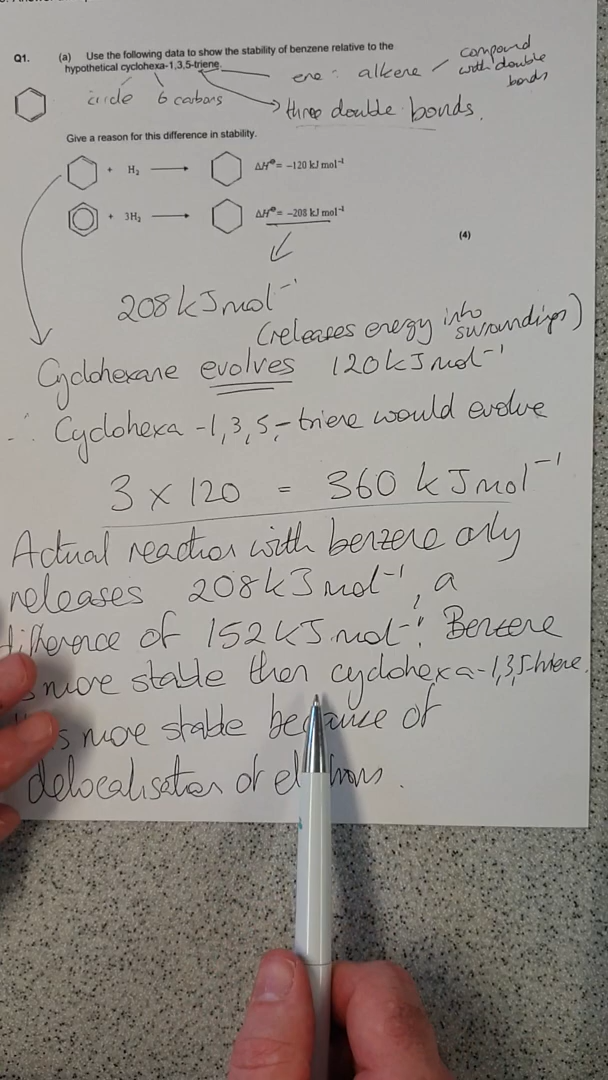 Q1. (a) Use the following data to show the stability of benzene relative to the
hypothetical cyclohexa-1,3,5-triene.
ene : alkene / compound
with double
bonds
circle 6 carbons
three double bonds.
Give a reason for this difference in stability.
+ H₂ ⟶ ΔH⊖ = −120 kJ mol⁻¹
+ 3H₂ ⟶ ΔH⊖ = −208 kJ mol⁻¹
(4)
208 kJ mol⁻¹
(releases energy into
surroundings)
Cyclohexane evolves 120 kJ mol⁻¹
∴ Cyclohexa -1,3,5,- triene would evolve
3 x 120 = 360 kJ mol⁻¹
Actual reaction with benzene only
releases 208 kJ mol⁻¹, a
difference of 152 kJ mol⁻¹. Benzene
is more stable then cyclohexa-1,3,5-triene.
is more stable because of
delocalisation of electrons.